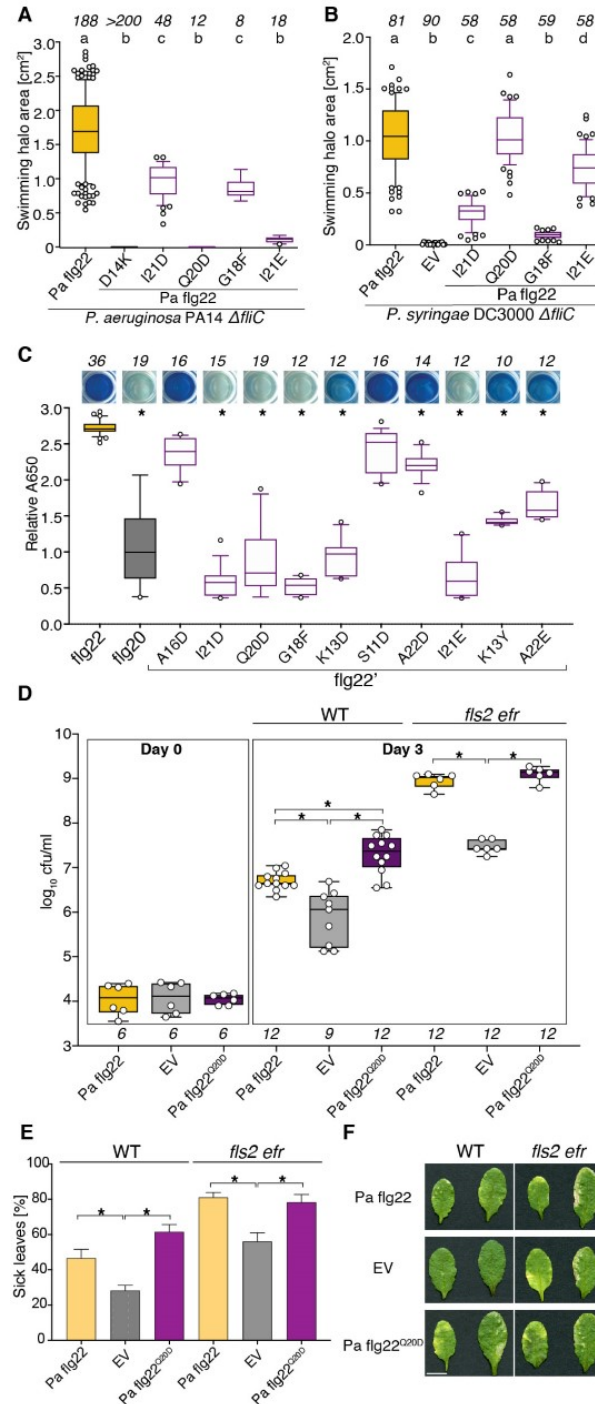 A
188 >200 48 12 8 18
a b c b c b
Swimming halo area [cm²]
3.0
2.5
2.0
1.5
1.0
0.5
0
Pa flg22
D14K
I21D
Q20D
G18F
I21E
Pa flg22
P. aeruginosa PA14 ΔfliC
B
81 90 58 58 59 58
a b c a b d
Swimming halo area [cm²]
2.0
1.5
1.0
0.5
0
Pa flg22
EV
I21D
Q20D
G18F
I21E
Pa flg22
P. syringae DC3000 ΔfliC
C
36 19 16 15 19 12 12 16 14 12 10 12
* * * * * * * * *
Relative A650
3.0
2.5
2.0
1.5
1.0
0.5
0.0
flg22
flg20
A16D
I21D
Q20D
G18F
K13D
S11D
A22D
I21E
K13Y
A22E
flg22'
D
WT fls2 efr
Day 0 Day 3
log₁₀ cfu/ml
10
9
8
7
6
5
4
3
* * * * *
6 6 6 12 9 12 12 12 12
Pa flg22
EV
Pa flg22Q20D
Pa flg22
EV
Pa flg22Q20D
Pa flg22
EV
Pa flg22Q20D
E
WT fls2 efr
Sick leaves [%]
100
80
60
40
20
0
* * * *
Pa flg22
EV
Pa flg22Q20D
Pa flg22
EV
Pa flg22Q20D
F
WT fls2 efr
Pa flg22
EV
Pa flg22Q20D